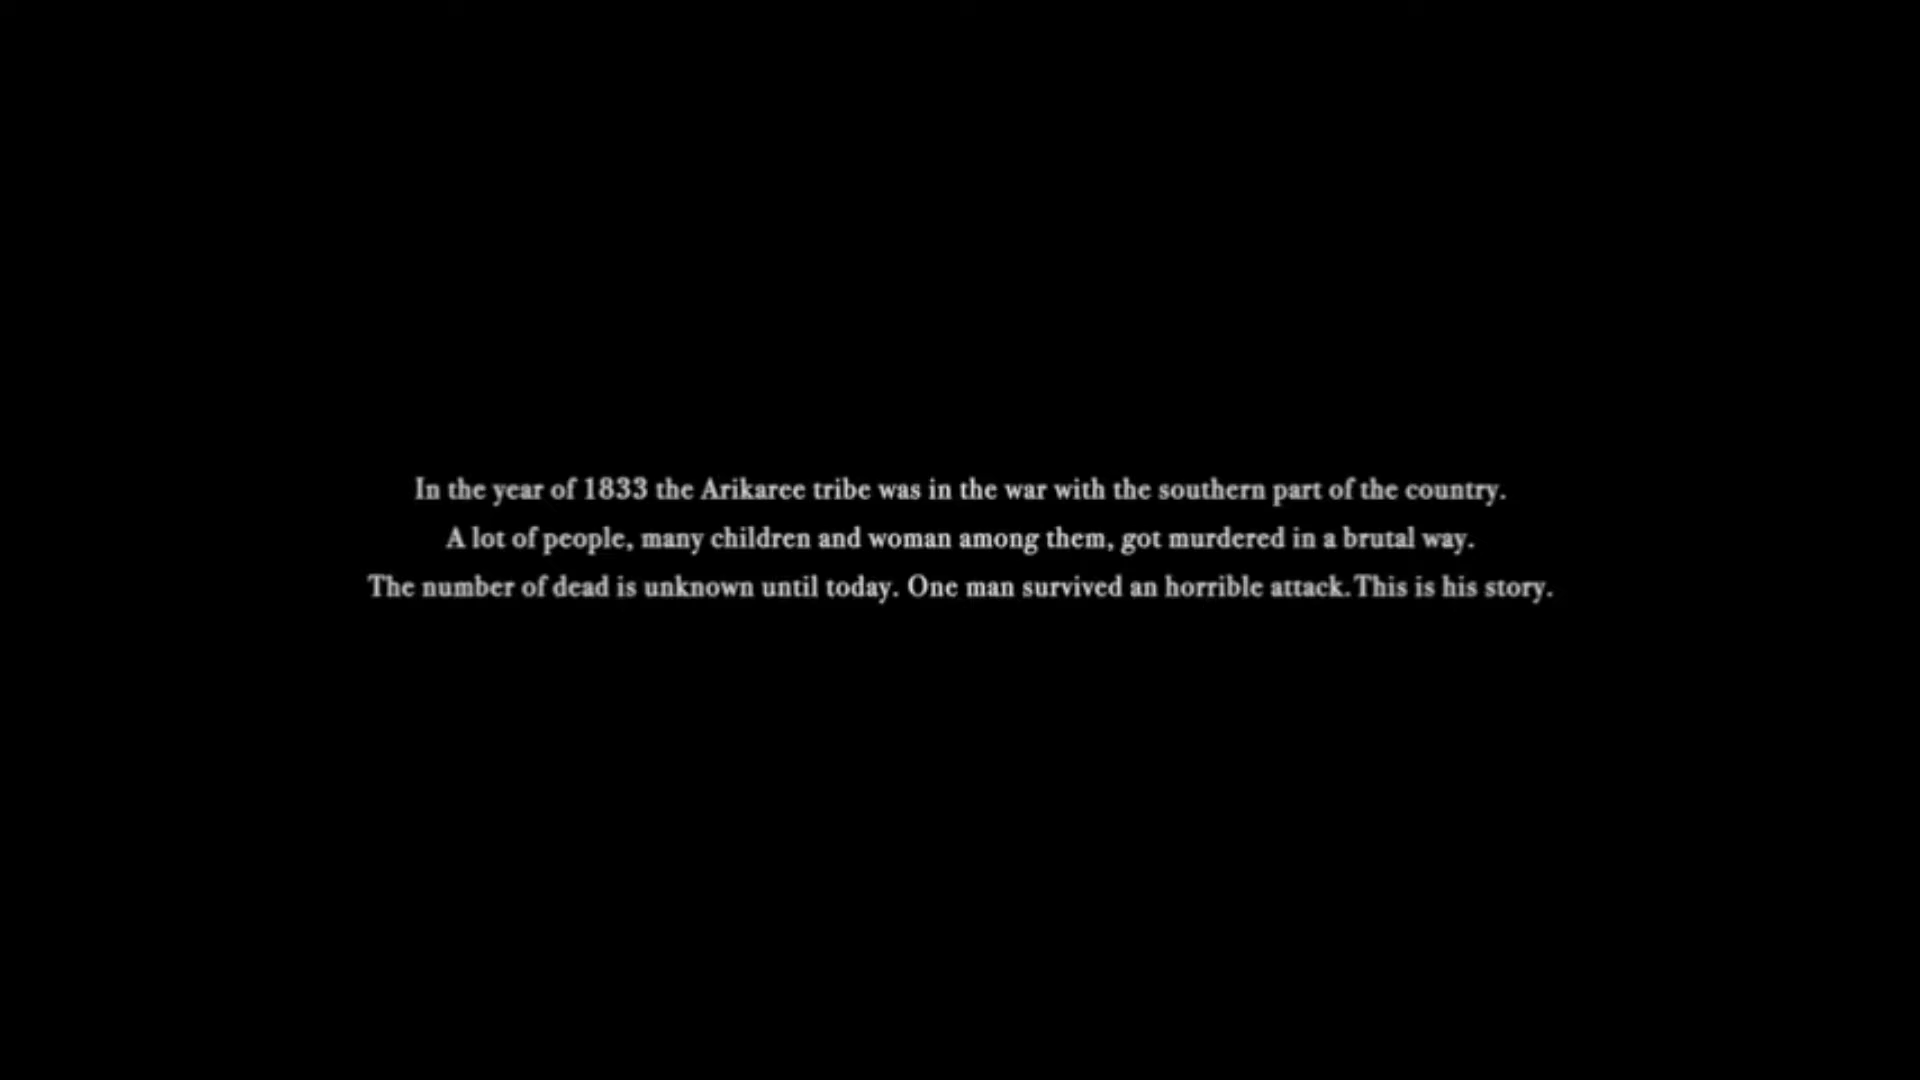 In the year of 1833 the Arikaree tribe was in the war with the southern part of the country.
A lot of people, many children and woman among them, got murdered in a brutal way.
The number of dead is unknown until today. One man survived an horrible attack.This is his story.